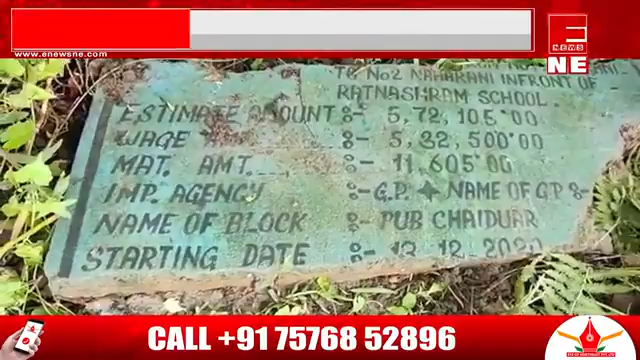 www.enewsne.com
E
NEWS
NE
TE NO2 NAHARANI INFRONT OF
RATNASHRAM SCHOOL.
ESTIMATE AMOUNT :- 5,72,105.00
WAGE :- 5,32,500.00
MAT. AMT. :- 11,605.00
IMP. AGENCY :- G.P. NAME OF G.P :-
NAME OF BLOCK :- PUB CHAIDUAR
STARTING DATE :- 13.12.2020
CALL +91 75768 52896